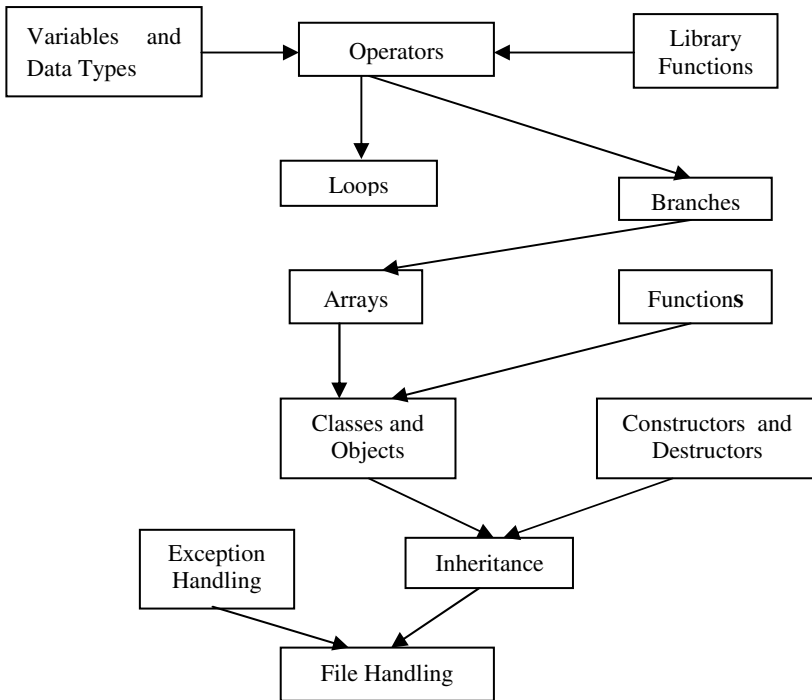 Variables and
Data Types
Operators
Library
Functions
Loops
Branches
Arrays
Functions
Classes and
Objects
Constructors and
Destructors
Exception
Handling
Inheritance
File Handling